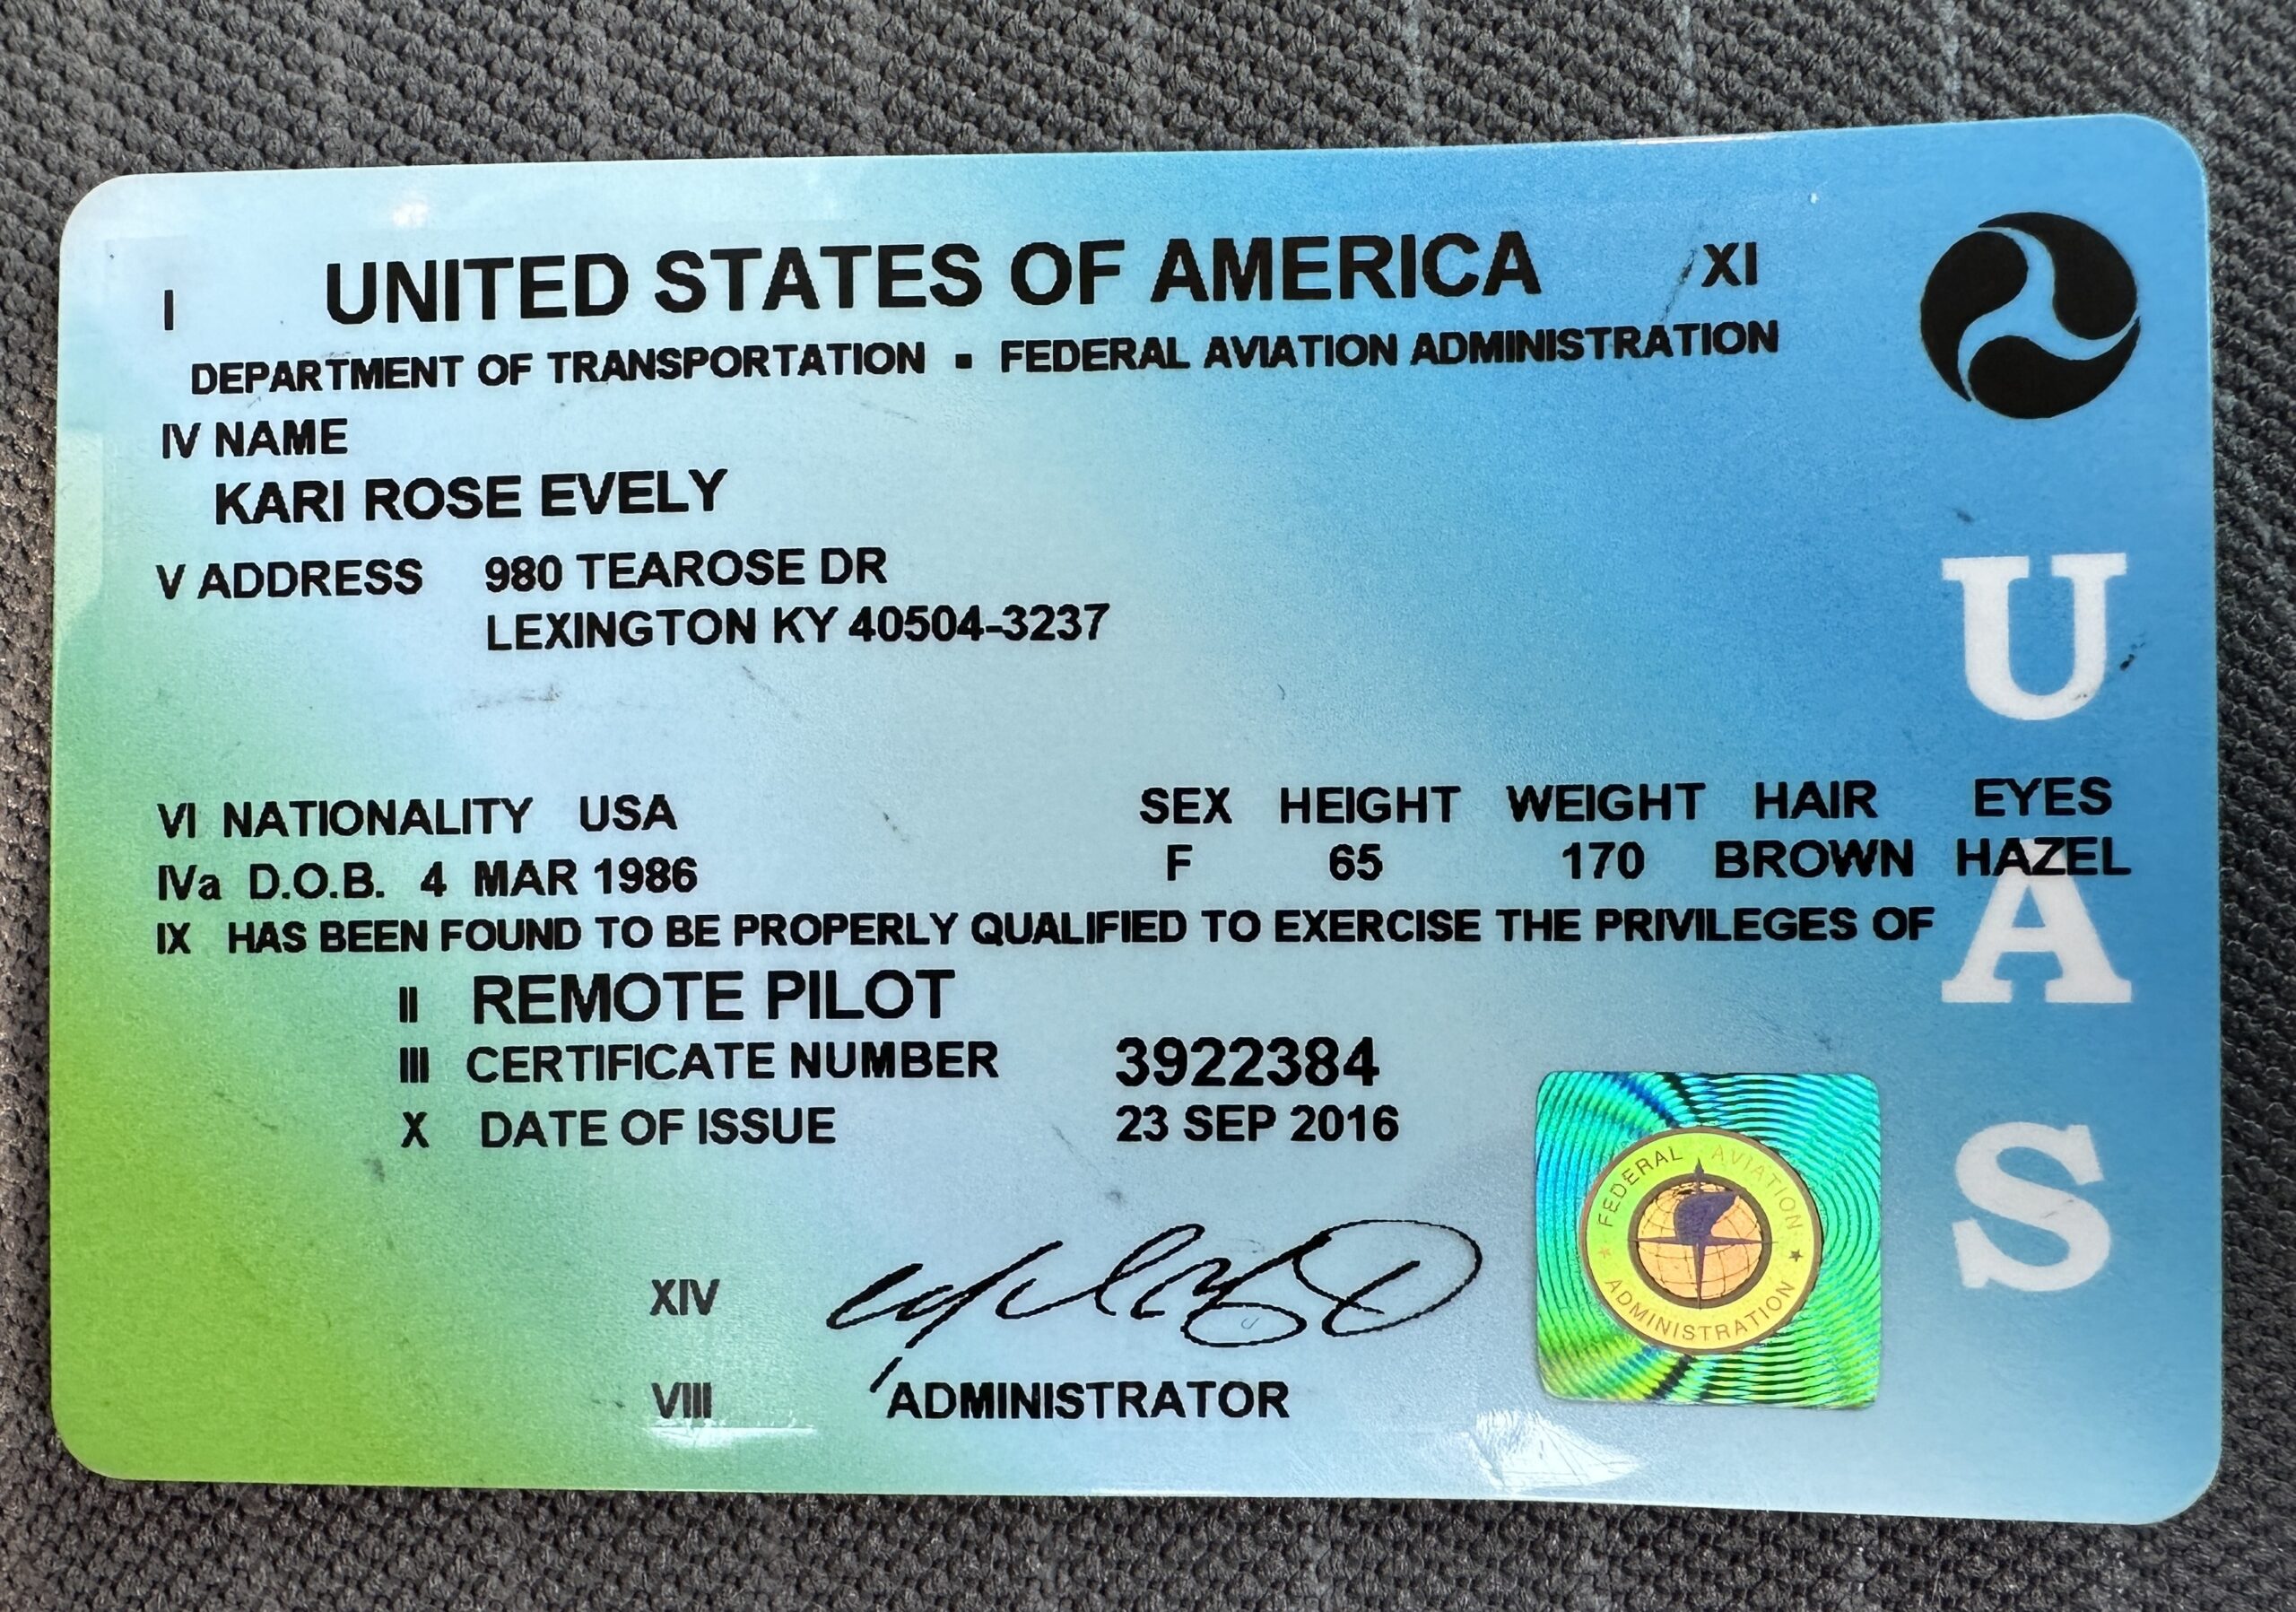 I UNITED STATES OF AMERICA XI
DEPARTMENT OF TRANSPORTATION ▪ FEDERAL AVIATION ADMINISTRATION
IV NAME
KARI ROSE EVELY
V ADDRESS 980 TEAROSE DR
LEXINGTON KY 40504-3237
VI NATIONALITY USA
SEX HEIGHT WEIGHT HAIR EYES
IVa D.O.B. 4 MAR 1986
F 65 170 BROWN HAZEL
IX HAS BEEN FOUND TO BE PROPERLY QUALIFIED TO EXERCISE THE PRIVILEGES OF
II REMOTE PILOT
III CERTIFICATE NUMBER 3922384
X DATE OF ISSUE 23 SEP 2016
XIV
VIII ADMINISTRATOR
FEDERAL AVIATION ADMINISTRATION
UAS